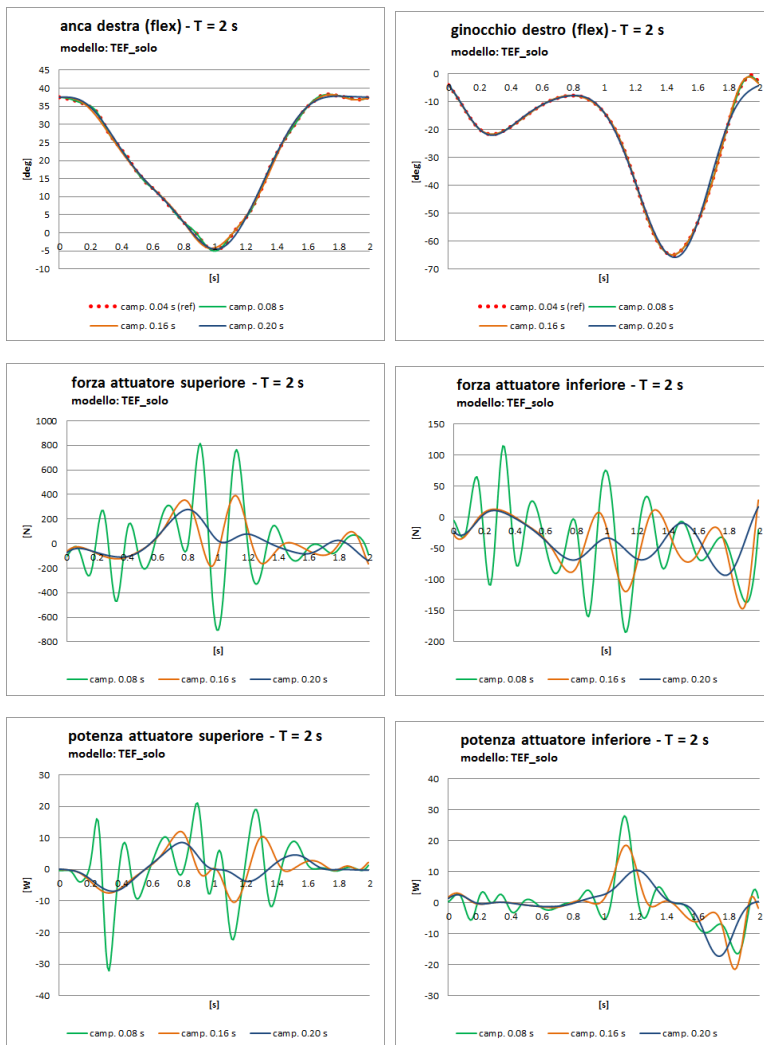 anca destra (flex) - T = 2 s
modello: TEF_solo
45
40
35
30
25
20
15
10
5
0
-5
-10
[deg]
0 0.2 0.4 0.6 0.8 1 1.2 1.4 1.6 1.8 2
[s]
camp. 0.04 s (ref) camp. 0.08 s
camp. 0.16 s camp. 0.20 s
ginocchio destro (flex) - T = 2 s
modello: TEF_solo
0
-10
-20
-30
-40
-50
-60
-70
[deg]
0 0.2 0.4 0.6 0.8 1 1.2 1.4 1.6 1.8 2
[s]
camp. 0.04 s (ref) camp. 0.08 s
camp. 0.16 s camp. 0.20 s
forza attuatore superiore - T = 2 s
modello: TEF_solo
1000
800
600
400
200
0
-200
-400
-600
-800
[N]
0 0.2 0.4 0.6 0.8 1 1.2 1.4 1.6 1.8 2
[s]
camp. 0.08 s camp. 0.16 s camp. 0.20 s
forza attuatore inferiore - T = 2 s
modello: TEF_solo
150
100
50
0
-50
-100
-150
-200
[N]
0 0.2 0.4 0.6 0.8 1 1.2 1.4 1.6 1.8 2
[s]
camp. 0.08 s camp. 0.16 s camp. 0.20 s
potenza attuatore superiore - T = 2 s
modello: TEF_solo
30
20
10
0
-10
-20
-30
-40
[W]
0 0.2 0.4 0.6 0.8 1 1.2 1.4 1.6 1.8 2
[s]
camp. 0.08 s camp. 0.16 s camp. 0.20 s
potenza attuatore inferiore - T = 2 s
modello: TEF_solo
40
30
20
10
0
-10
-20
-30
[W]
0 0.2 0.4 0.6 0.8 1 1.2 1.4 1.6 1.8 2
[s]
camp. 0.08 s camp. 0.16 s camp. 0.20 s